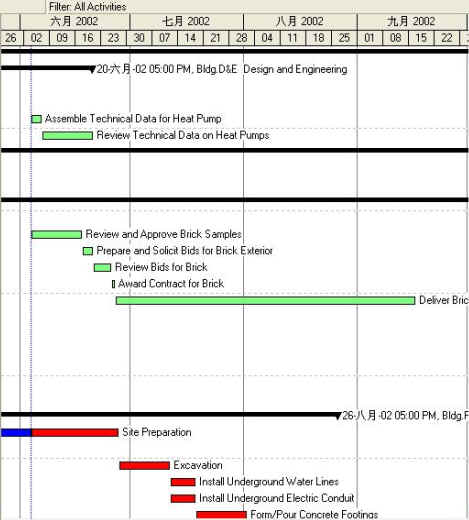 Filter: All Activities
六月 2002 七月 2002 八月 2002 九月 2002
26 02 09 16 23 30 07 14 21 28 04 11 18 25 01 08 15 22
20-六月-02 05:00 PM, Bldg.D&E Design and Engineering
Assemble Technical Data for Heat Pump
Review Technical Data on Heat Pumps
Review and Approve Brick Samples
Prepare and Solicit Bids for Brick Exterior
Review Bids for Brick
Award Contract for Brick
Deliver Bric
26-八月-02 05:00 PM, Bldg.F
Site Preparation
Excavation
Install Underground Water Lines
Install Underground Electric Conduit
Form/Pour Concrete Footings